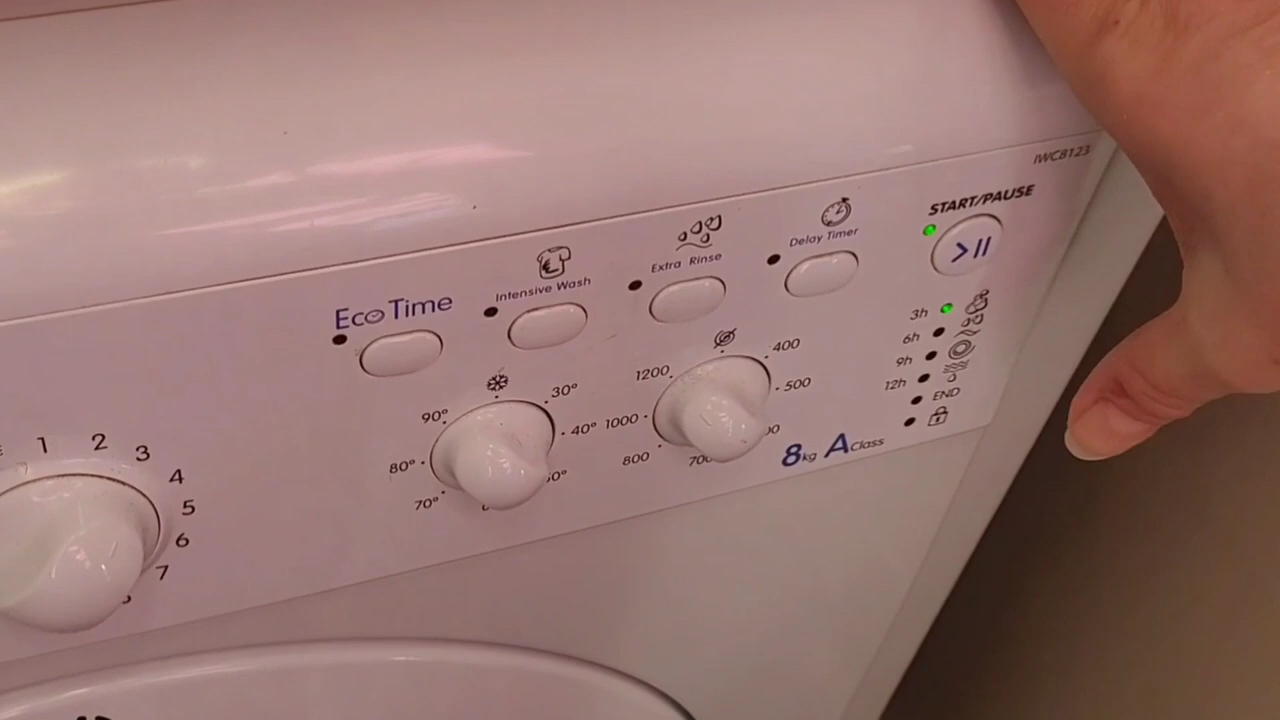 IWC8123
START/PAUSE
Delay Timer
Extra Rinse
Intensive Wash
Eco Time
3h
6h
9h
12h
END
400
500
700
800
1000
1200
30°
40°
70°
80°
90°
8kg A Class
1
2
3
4
5
6
7